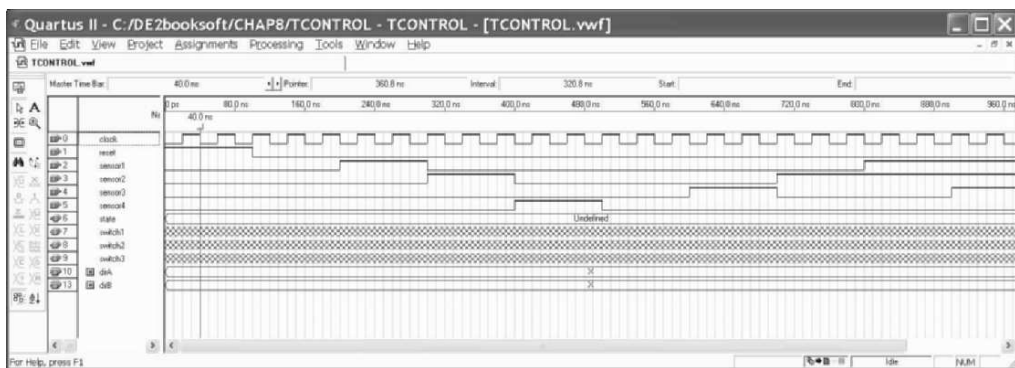 Quartus II - C:/DE2booksoft/CHAP8/TCONTROL - TCONTROL - [TCONTROL.vwf]
File Edit View Project Assignments Processing Tools Window Help
TCONTROL.vwf
Master Time Bar: 40.0 ns Pointer: 360.8 ns Interval: 320.8 ns Start: End:
0 ps 80.0 ns 160.0 ns 240.0 ns 320.0 ns 400.0 ns 480.0 ns 560.0 ns 640.0 ns 720.0 ns 800.0 ns 880.0 ns 960.0 ns
40.0 ns
0 clock
1 reset
2 sensor1
3 sensor2
4 sensor3
5 sensor4
6 state Undefined
7 switch1
8 switch2
9 switch3
10 dirA X
13 dirB X
For Help, press F1 Idle NUM